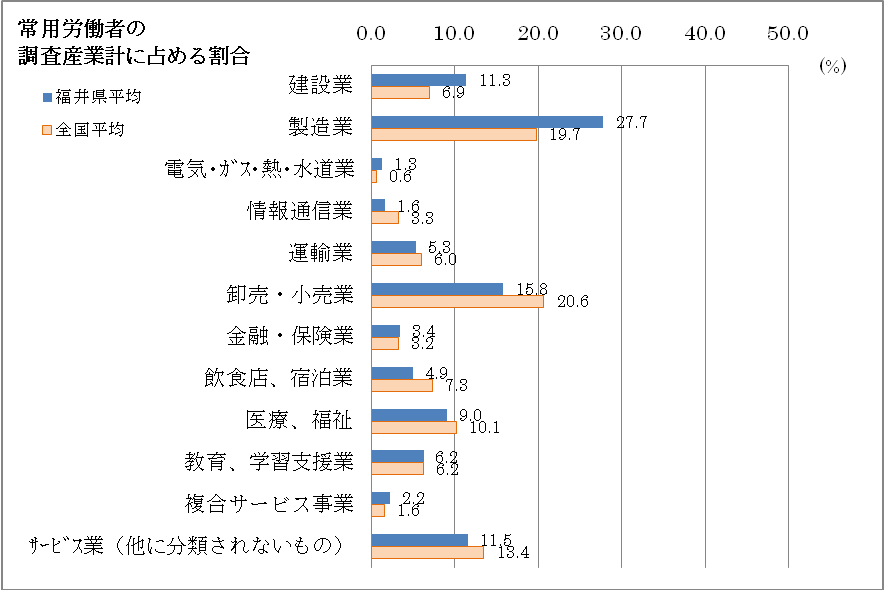 常用労働者の
調査産業計に占める割合
福井県平均
全国平均
0.0 10.0 20.0 30.0 40.0 50.0
(%)
建設業 11.3
6.9
製造業 27.7
19.7
電気・ガス・熱・水道業 1.3
0.6
情報通信業 1.6
3.3
運輸業 5.3
6.0
卸売・小売業 15.8
20.6
金融・保険業 3.4
3.2
飲食店、宿泊業 4.9
7.3
医療、福祉 9.0
10.1
教育、学習支援業 6.2
6.2
複合サービス事業 2.2
1.6
ｻｰﾋﾞｽ業（他に分類されないもの） 11.5
13.4